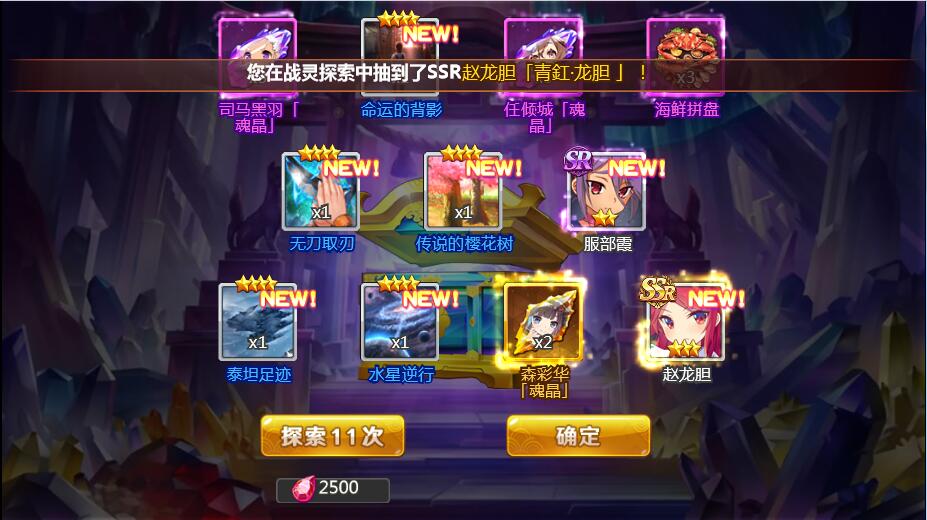 NEW!
您在战灵探索中抽到了SSR赵龙胆「青釭·龙胆 」 ！
x3
司马黑羽「
魂晶」
命运的背影
任倾城「魂
晶」
海鲜拼盘
NEW!
NEW!
SR
NEW!
x1
x1
无刃取刃
传说的樱花树
服部霞
NEW!
NEW!
SSR
NEW!
x1
x1
x2
泰坦足迹
水星逆行
森彩华
「魂晶」
赵龙胆
探索11次
确定
2500